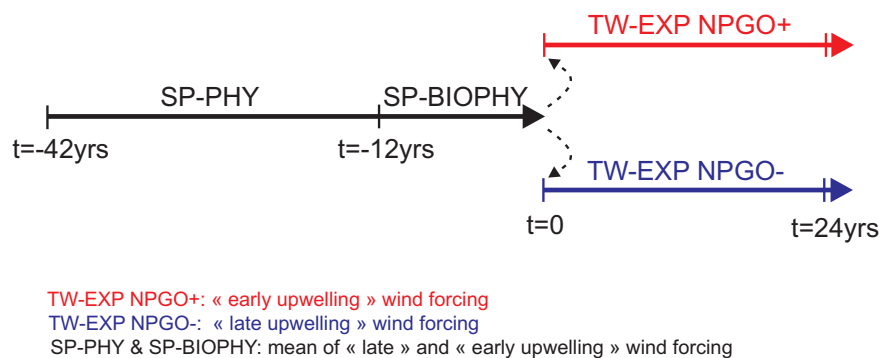 TW-EXP NPGO+
SP-PHY SP-BIOPHY
t=-42yrs t=-12yrs
TW-EXP NPGO-
t=0 t=24yrs
TW-EXP NPGO+: « early upwelling » wind forcing
TW-EXP NPGO-: « late upwelling » wind forcing
SP-PHY & SP-BIOPHY: mean of « late » and « early upwelling » wind forcing